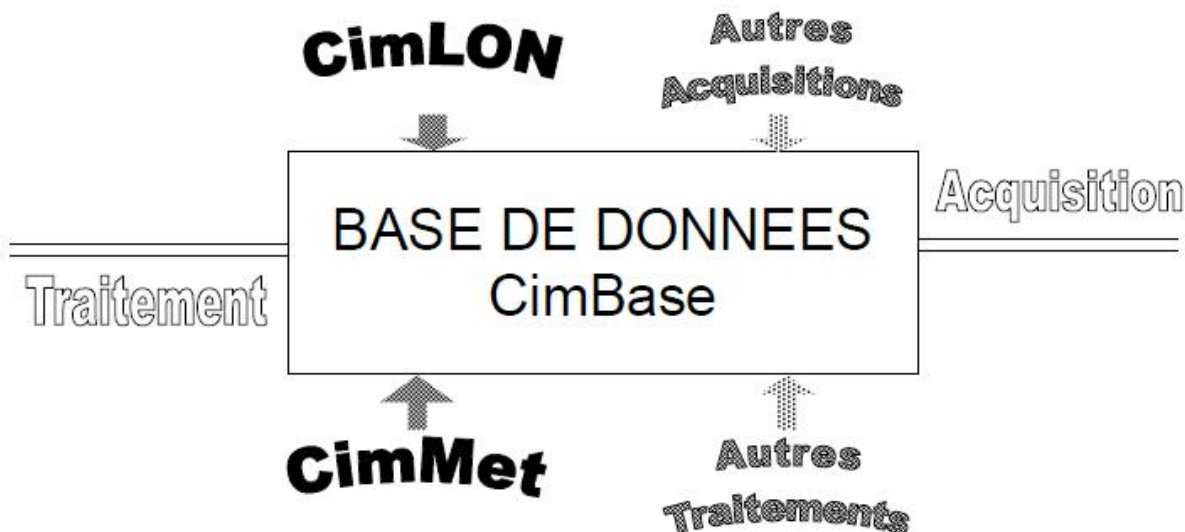 CimLON
Autres
Acquisitions
Acquisition
BASE DE DONNEES
CimBase
Traitement
CimMet
Autres
Traitements